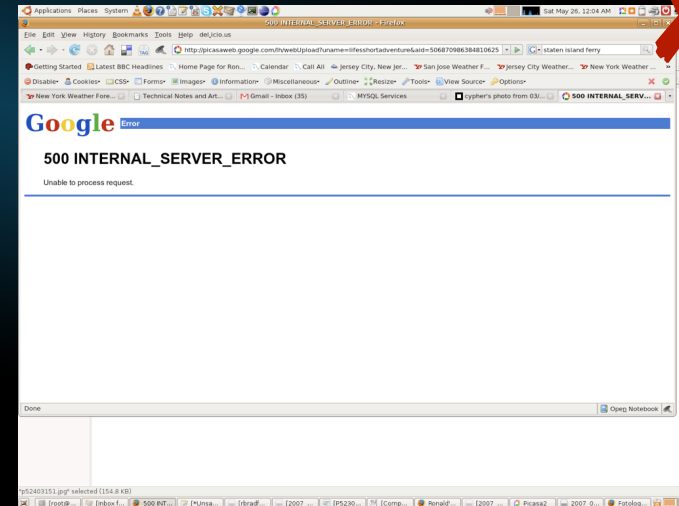 Applications Places System Sat May 26, 12:04 AM
500 INTERNAL_SERVER_ERROR - Firefox
File Edit View History Bookmarks Tools Help del.icio.us
http://picasaweb.google.com/lh/webUpload?uname=lifesshortadventure&aid=506870986384810625 G staten island ferry
Getting Started Latest BBC Headlines Home Page for Ron... Calendar Call All Jersey City, New Jer... San Jose Weather F... Jersey City Weather... New York Weather ... »
Disable Cookies CSS Forms Images Information Miscellaneous Outline Resize Tools View Source Options
New York Weather Fore... Technical Notes and Art... Gmail - Inbox (35) MYSQL Services cypher's photo from 03/... 500 INTERNAL_SERV...
Google Error
500 INTERNAL_SERVER_ERROR
Unable to process request.
Done Open Notebook
"p52403151.jpg" selected (154.8 KB)
[root@... [Inbox f... 500 INT... [*Unsa... [rbradf... [2007 ... [P5230... [Comp... Ronald'... [2007 ... Picasa2 2007_0... Fotolog...